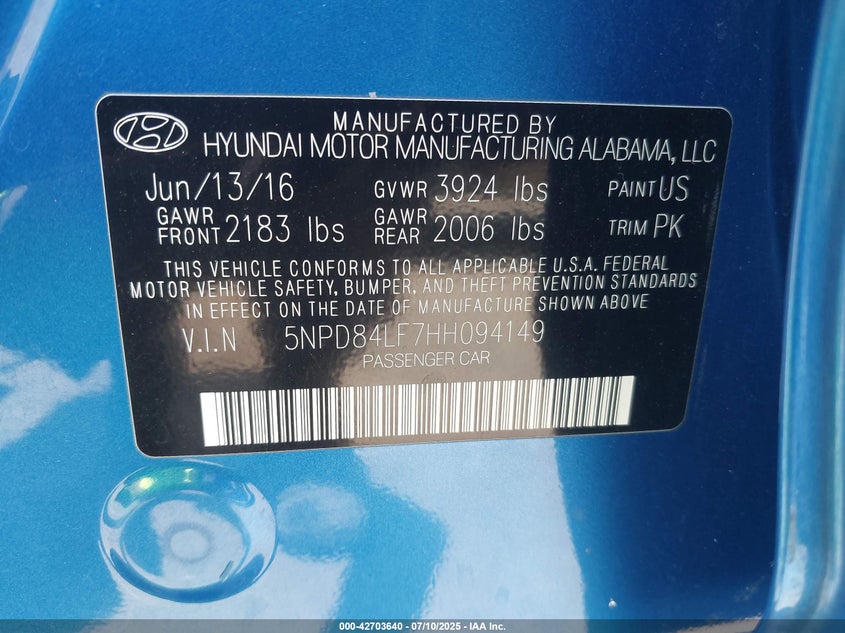 MANUFACTURED BY
HYUNDAI MOTOR MANUFACTURING ALABAMA, LLC
Jun/13/16 GVWR 3924 lbs PAINT US
GAWR FRONT 2183 lbs GAWR REAR 2006 lbs TRIM PK
THIS VEHICLE CONFORMS TO ALL APPLICABLE U.S.A. FEDERAL
MOTOR VEHICLE SAFETY, BUMPER, AND THEFT PREVENTION STANDARDS
IN EFFECT ON THE DATE OF MANUFACTURE SHOWN ABOVE
V.I.N 5NPD84LF7HH094149
PASSENGER CAR
000-42703640 - 07/10/2025 - IAA Inc.